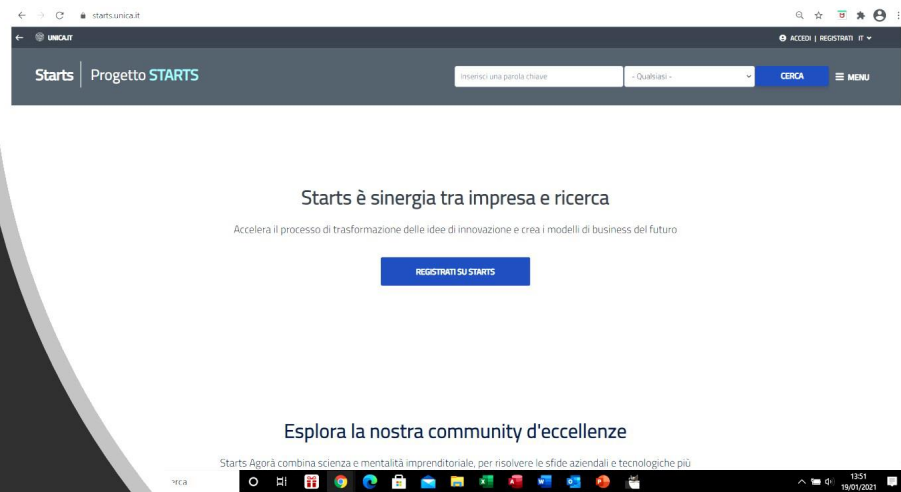 starts.unica.it
UNICA.IT
ACCEDI | REGISTRATI IT
Starts Progetto STARTS
Inserisci una parola chiave
- Qualsiasi -
CERCA
MENU
Starts è sinergia tra impresa e ricerca
Accelera il processo di trasformazione delle idee di innovazione e crea i modelli di business del futuro
REGISTRATI SU STARTS
Esplora la nostra community d'eccellenze
Starts Agorà combina scienza e mentalità imprenditoriale, per risolvere le sfide aziendali e tecnologiche più
erca
13:51
19/01/2021